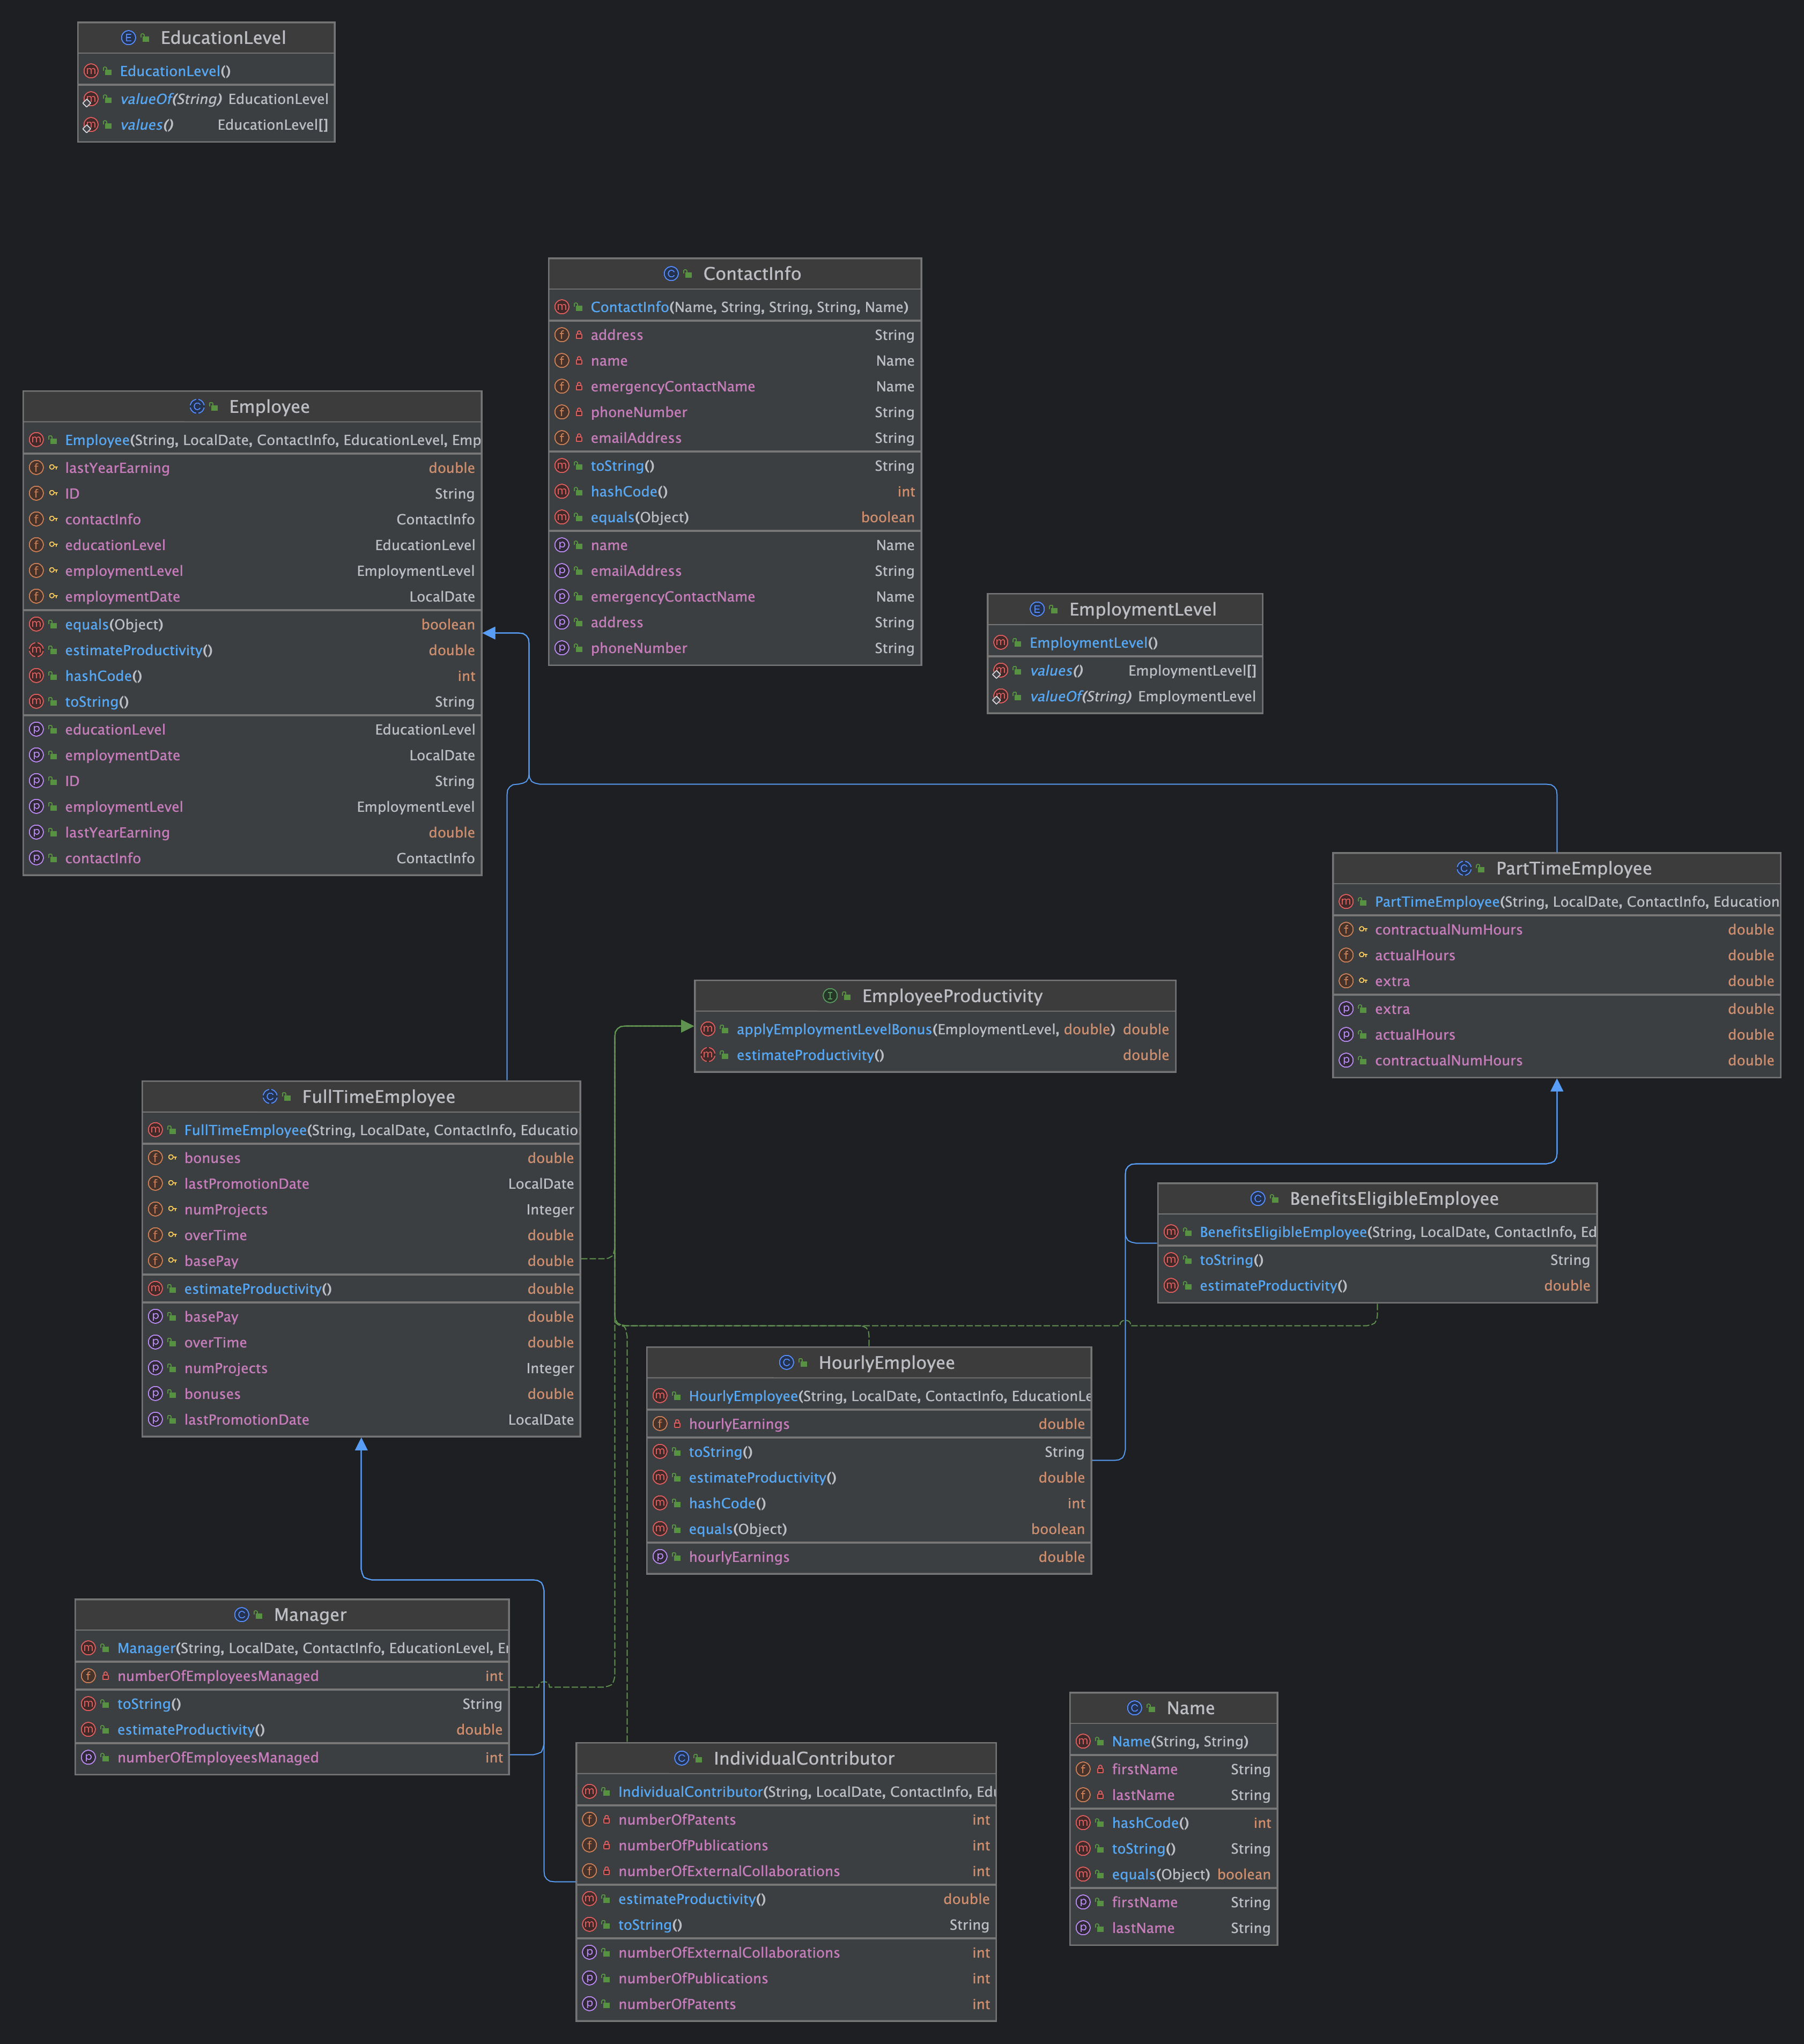 EducationLevel
EducationLevel()
valueOf(String) EducationLevel
values() EducationLevel[]
ContactInfo
ContactInfo(Name, String, String, String, Name)
address String
name Name
emergencyContactName Name
phoneNumber String
emailAddress String
toString() String
hashCode() int
equals(Object) boolean
name Name
emailAddress String
emergencyContactName Name
address String
phoneNumber String
Employee
Employee(String, LocalDate, ContactInfo, EducationLevel, Emp
lastYearEarning double
ID String
contactInfo ContactInfo
educationLevel EducationLevel
employmentLevel EmploymentLevel
employmentDate LocalDate
equals(Object) boolean
estimateProductivity() double
hashCode() int
toString() String
educationLevel EducationLevel
employmentDate LocalDate
ID String
employmentLevel EmploymentLevel
lastYearEarning double
contactInfo ContactInfo
EmploymentLevel
EmploymentLevel()
values() EmploymentLevel[]
valueOf(String) EmploymentLevel
PartTimeEmployee
PartTimeEmployee(String, LocalDate, ContactInfo, Education
contractualNumHours double
actualHours double
extra double
extra double
actualHours double
contractualNumHours double
EmployeeProductivity
applyEmploymentLevelBonus(EmploymentLevel, double) double
estimateProductivity() double
FullTimeEmployee
FullTimeEmployee(String, LocalDate, ContactInfo, Educatio
bonuses double
lastPromotionDate LocalDate
numProjects Integer
overTime double
basePay double
estimateProductivity() double
basePay double
overTime double
numProjects Integer
bonuses double
lastPromotionDate LocalDate
BenefitsEligibleEmployee
BenefitsEligibleEmployee(String, LocalDate, ContactInfo, Ed
toString() String
estimateProductivity() double
HourlyEmployee
HourlyEmployee(String, LocalDate, ContactInfo, EducationLe
hourlyEarnings double
toString() String
estimateProductivity() double
hashCode() int
equals(Object) boolean
hourlyEarnings double
Manager
Manager(String, LocalDate, ContactInfo, EducationLevel, E
numberOfEmployeesManaged int
toString() String
estimateProductivity() double
numberOfEmployeesManaged int
IndividualContributor
IndividualContributor(String, LocalDate, ContactInfo, Edu
numberOfPatents int
numberOfPublications int
numberOfExternalCollaborations int
estimateProductivity() double
toString() String
numberOfExternalCollaborations int
numberOfPublications int
numberOfPatents int
Name
Name(String, String)
firstName String
lastName String
hashCode() int
toString() String
equals(Object) boolean
firstName String
lastName String